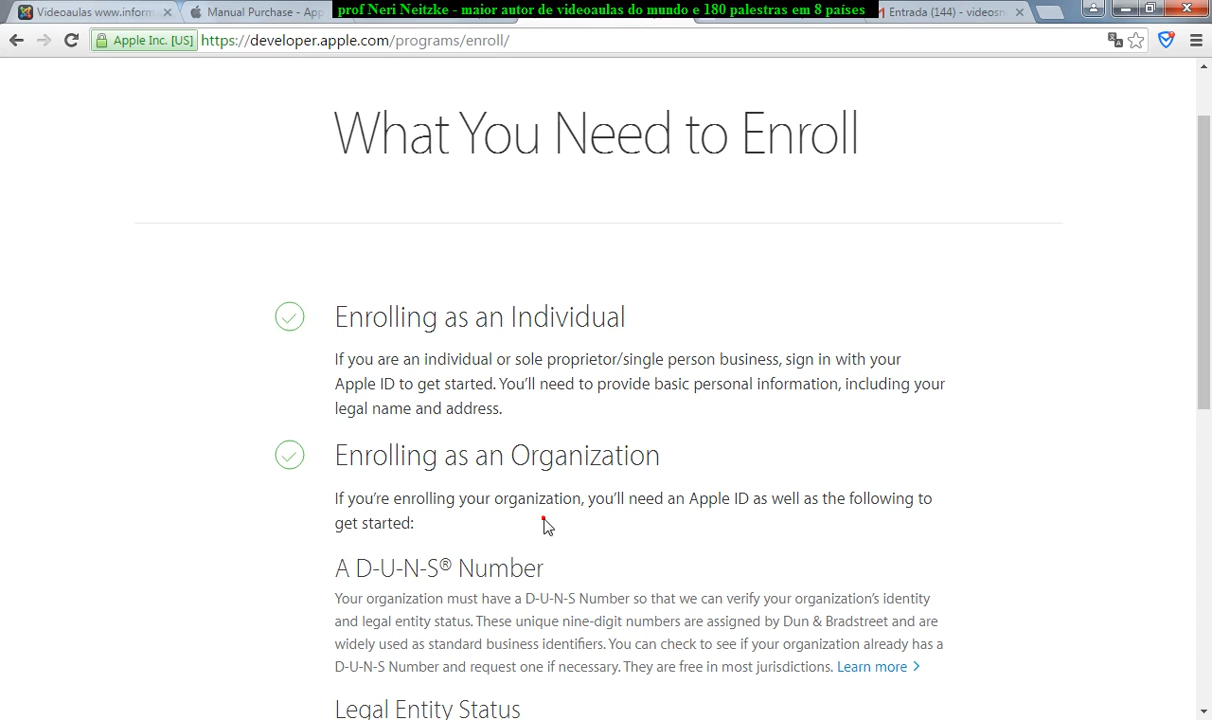 prof Neri Neitzke - maior autor de videoaulas do mundo e 180 palestras em 8 países
Videoaulas www.inform
Manual Purchase - App
Entrada (144) - videosn
Apple Inc. [US]
https://developer.apple.com/programs/enroll/
What You Need to Enroll
Enrolling as an Individual
If you are an individual or sole proprietor/single person business, sign in with your
Apple ID to get started. You’ll need to provide basic personal information, including your
legal name and address.
Enrolling as an Organization
If you’re enrolling your organization, you’ll need an Apple ID as well as the following to
get started:
A D-U-N-S® Number
Your organization must have a D-U-N-S Number so that we can verify your organization’s identity
and legal entity status. These unique nine-digit numbers are assigned by Dun & Bradstreet and are
widely used as standard business identifiers. You can check to see if your organization already has a
D-U-N-S Number and request one if necessary. They are free in most jurisdictions. Learn more >
Legal Entity Status